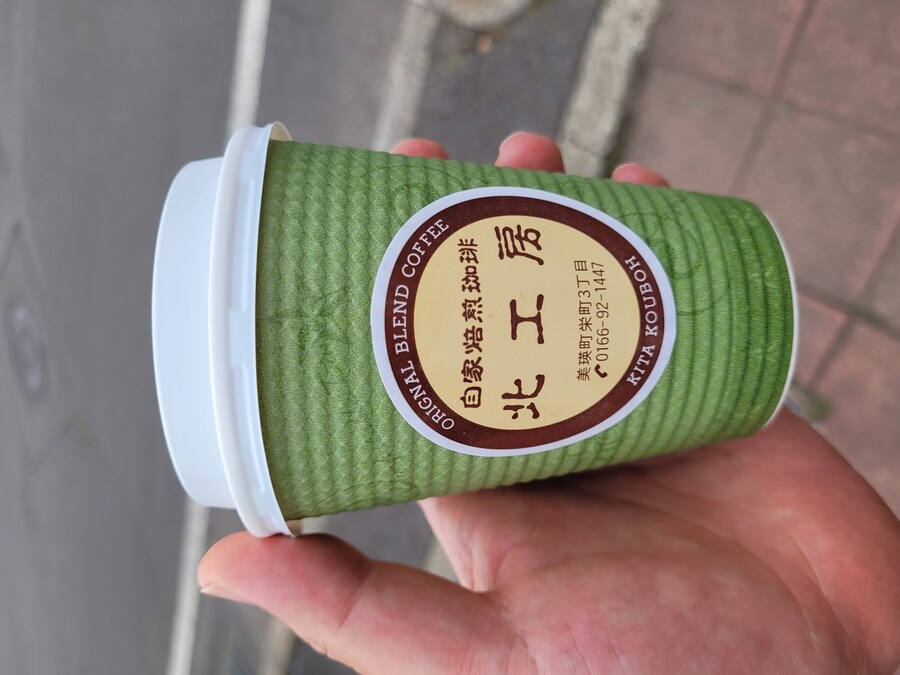 ORIGNAL BLEND COFFEE
自家焙煎珈琲
北工房
美瑛町栄町3丁目
0166-92-1447
KITA KOUBOH